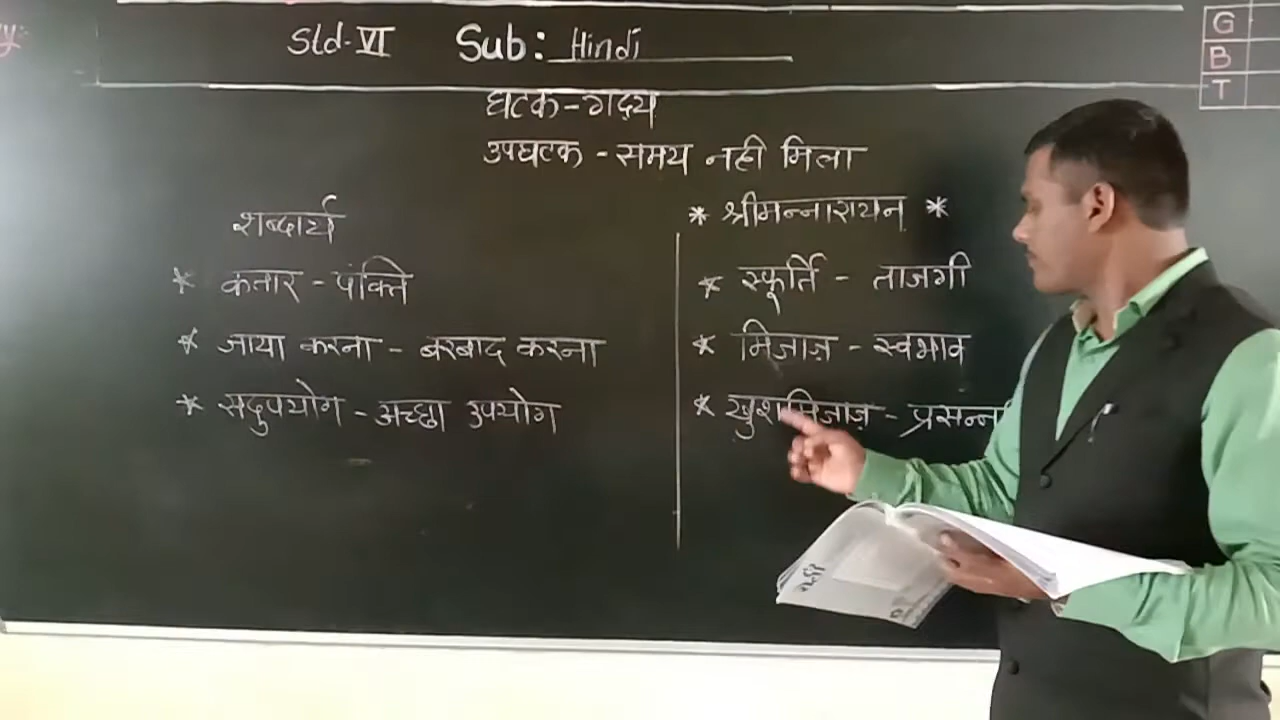 Std-VI Sub: Hindi
G
B
T
घटक-गद्य
उपघटक - समय नही मिला
* श्रीमन्नारायन *
शब्दार्थ
* कतार - पंक्ति
* जाया करना - बरबाद करना
* सदुपयोग - अच्छा उपयोग
* स्फूर्ति - ताजगी
* मिजाज़ - स्वभाव
* खुशमिजाज़ - प्रसन्न